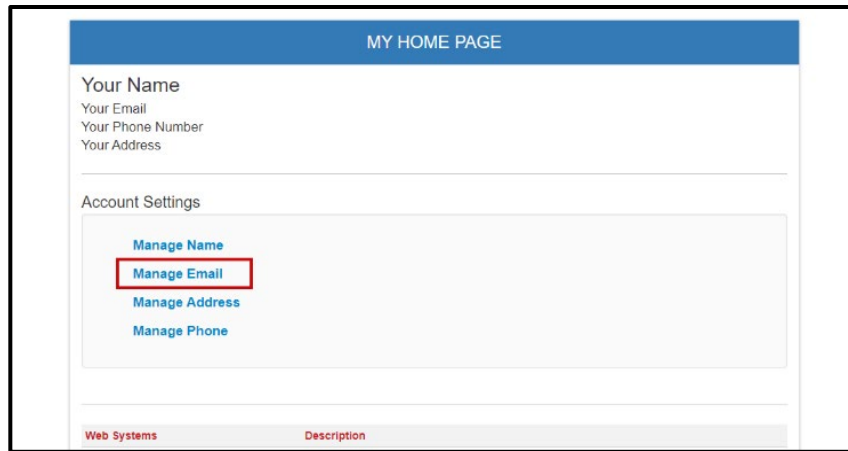 MY HOME PAGE
Your Name
Your Email
Your Phone Number
Your Address
Account Settings
Manage Name
Manage Email
Manage Address
Manage Phone
Web Systems Description